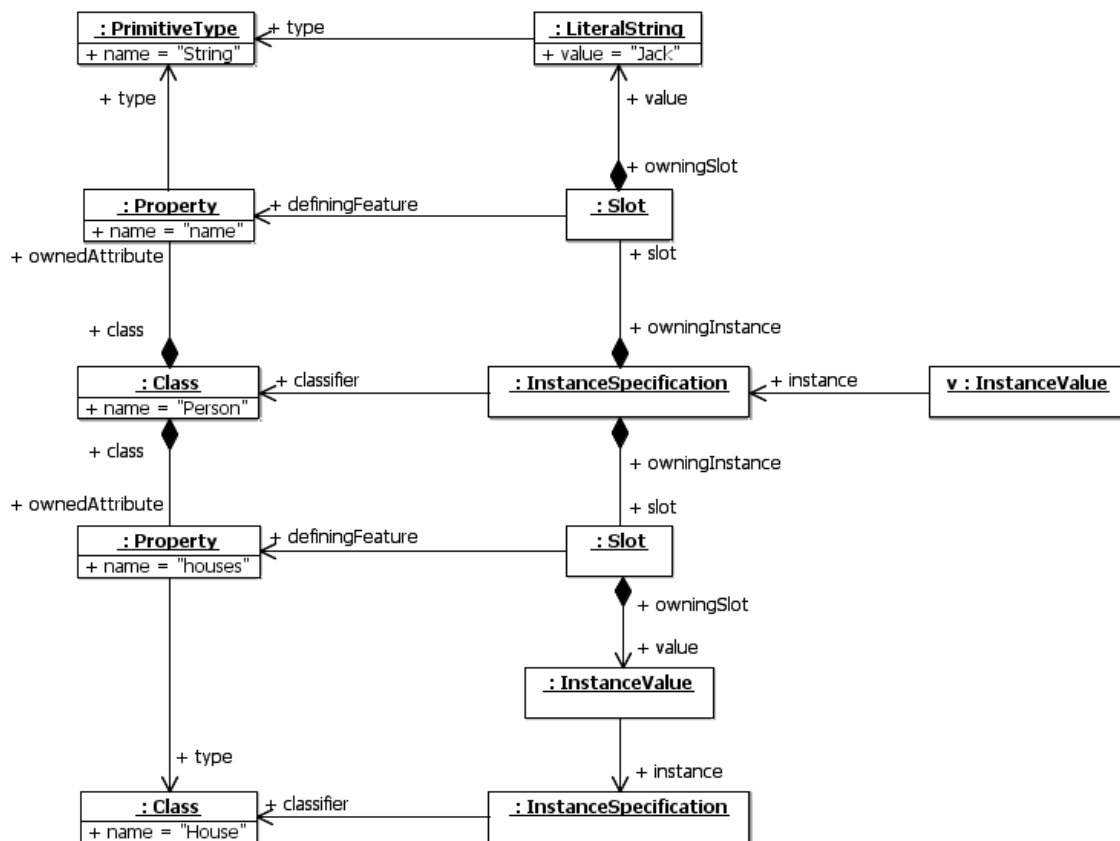 : PrimitiveType
+ name = "String"
+ type
: LiteralString
+ value = "Jack"
+ type
+ value
+ owningSlot
: Property
+ name = "name"
+ definingFeature
: Slot
+ ownedAttribute
+ slot
+ class
+ owningInstance
: Class
+ name = "Person"
+ classifier
: InstanceSpecification
+ instance
v : InstanceValue
+ class
+ owningInstance
+ ownedAttribute
+ slot
: Property
+ name = "houses"
+ definingFeature
: Slot
+ owningSlot
+ value
: InstanceValue
+ type
+ instance
: Class
+ name = "House"
+ classifier
: InstanceSpecification